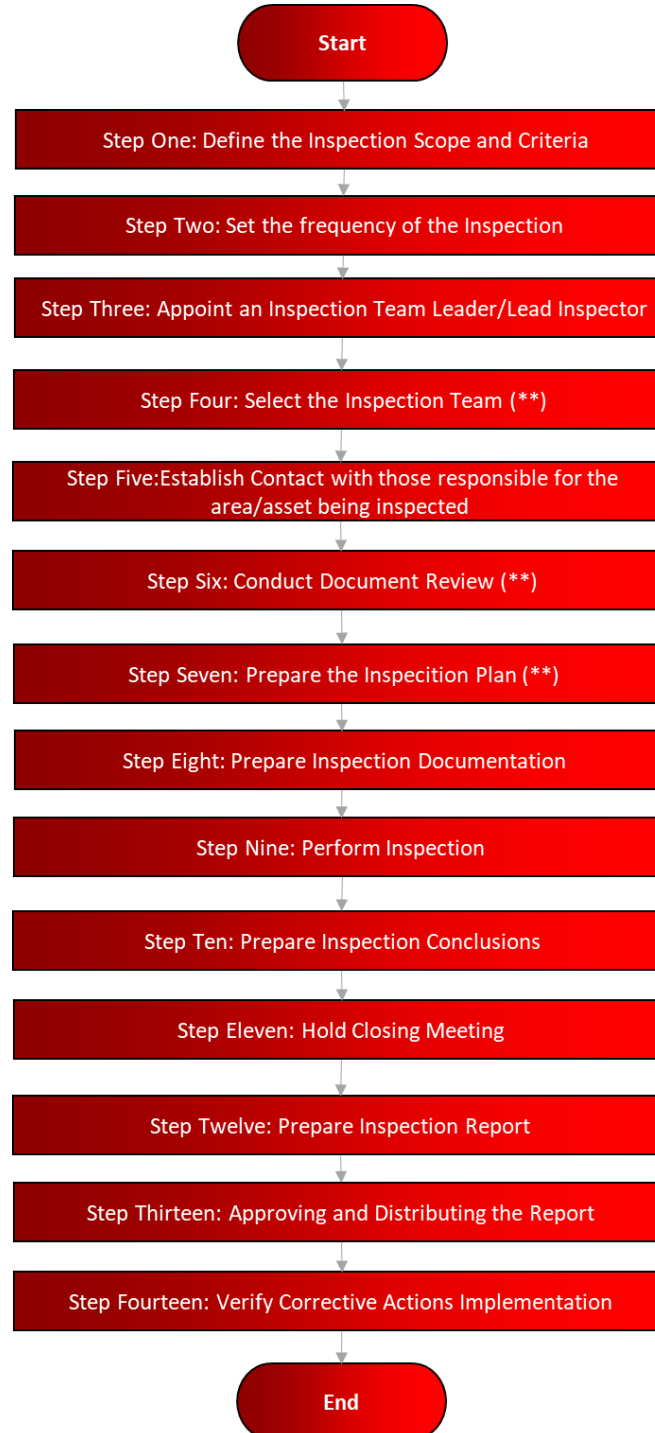 Start
Step One: Define the Inspection Scope and Criteria
Step Two: Set the frequency of the Inspection
Step Three: Appoint an Inspection Team Leader/Lead Inspector
Step Four: Select the Inspection Team (**)
Step Five:Establish Contact with those responsible for the
area/asset being inspected
Step Six: Conduct Document Review (**)
Step Seven: Prepare the Inspecition Plan (**)
Step Eight: Prepare Inspection Documentation
Step Nine: Perform Inspection
Step Ten: Prepare Inspection Conclusions
Step Eleven: Hold Closing Meeting
Step Twelve: Prepare Inspection Report
Step Thirteen: Approving and Distributing the Report
Step Fourteen: Verify Corrective Actions Implementation
End